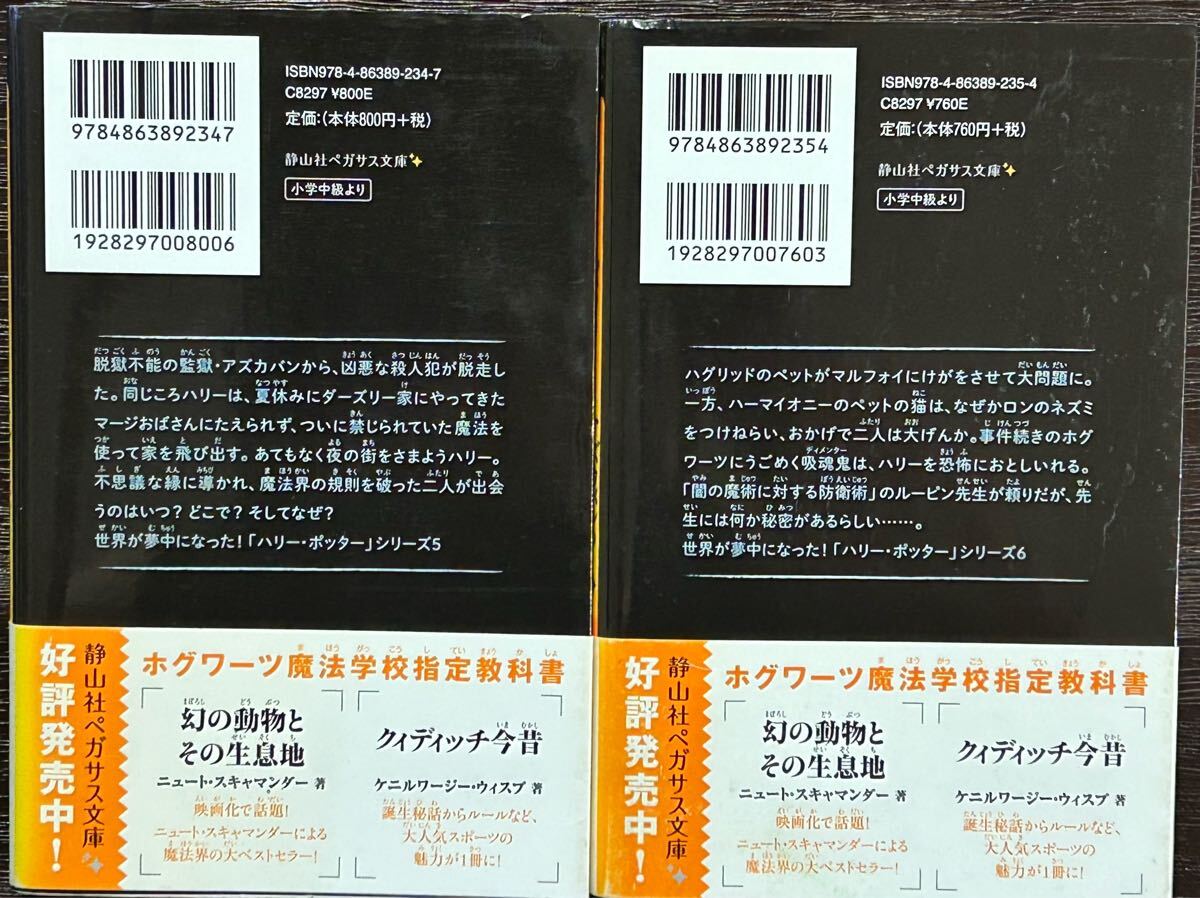 9784863892347
1928297008006
ISBN978-4-86389-234-7
C8297 ¥800E
定価:(本体800円+税)
静山社ペガサス文庫
小学中級より
脱獄不能の監獄・アズカバンから、凶悪な殺人犯が脱走し
た。同じころハリーは、夏休みにダーズリー家にやってきた
マージおばさんにたえられず、ついに禁じられていた魔法を
使って家を飛び出す。あてもなく夜の街をさまようハリー。
不思議な縁に導かれ、魔法界の規則を破った二人が出会
うのはいつ?どこで?そしてなぜ?
世界が夢中になった!「ハリー・ポッター」シリーズ5
静山社ペガサス文庫
好評発売中!
ホグワーツ魔法学校指定教科書
幻の動物と
その生息地
ニュート・スキャマンダー 著
映画化で話題!
ニュート・スキャマンダーによる
魔法界の大ベストセラー!
クィディッチ今昔
ケニルワージー・ウィスプ 著
誕生秘話からルールなど、
大人気スポーツの
魅力が1冊に!
9784863892354
1928297007603
ISBN978-4-86389-235-4
C8297 ¥760E
定価:(本体760円+税)
静山社ペガサス文庫
小学中級より
ハグリッドのペットがマルフォイにけがをさせて大問題に。
一方、ハーマイオニーのペットの猫は、なぜかロンのネズミ
をつけねらい、おかげで二人は大げんか。事件続きのホグ
ワーツにうごめく吸魂鬼は、ハリーを恐怖におとしいれる。
「闇の魔術に対する防衛術」のルーピン先生が頼りだが、先
生には何か秘密があるらしい……。
世界が夢中になった!「ハリー・ポッター」シリーズ6
静山社ペガサス文庫
好評発売中!
ホグワーツ魔法学校指定教科書
幻の動物と
その生息地
ニュート・スキャマンダー 著
映画化で話題!
ニュート・スキャマンダーによる
魔法界の大ベストセラー!
クィディッチ今昔
ケニルワージー・ウィスプ 著
誕生秘話からルールなど、
大人気スポーツの
魅力が1冊に!